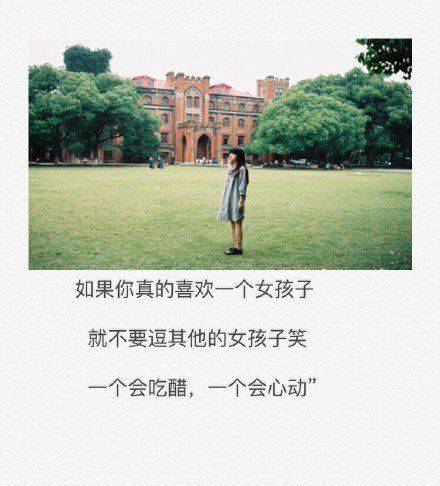 如果你真的喜欢一个女孩子
就不要逗其他的女孩子笑
一个会吃醋，一个会心动”